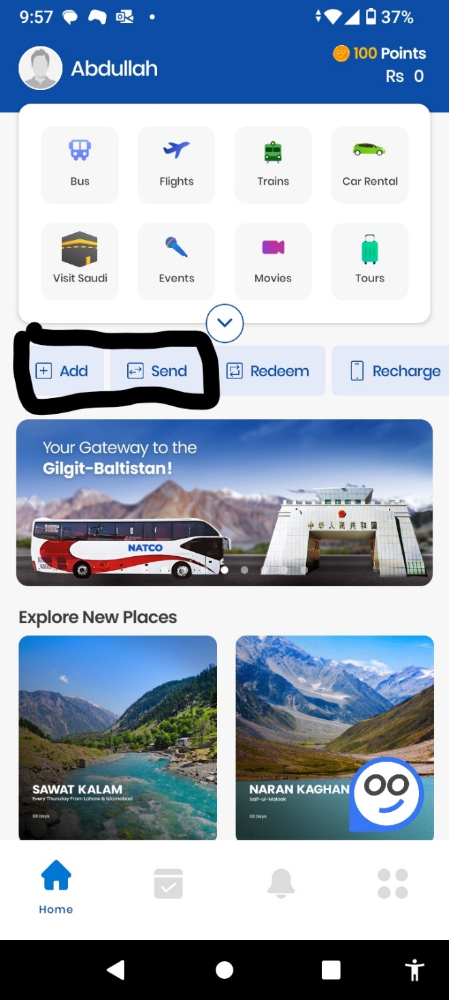 9:57
37%
Abdullah
100 Points
Rs 0
Bus
Flights
Trains
Car Rental
Visit Saudi
Events
Movies
Tours
Add
Send
Redeem
Recharge
Your Gateway to the
Gilgit-Baltistan!
NATCO
中华人民共和国
Explore New Places
SAWAT KALAM
Every Thursday From Lahore & Islamabad
03 Days
NARAN KAGHAN
Saif-ul-Malook
03 Days
Home